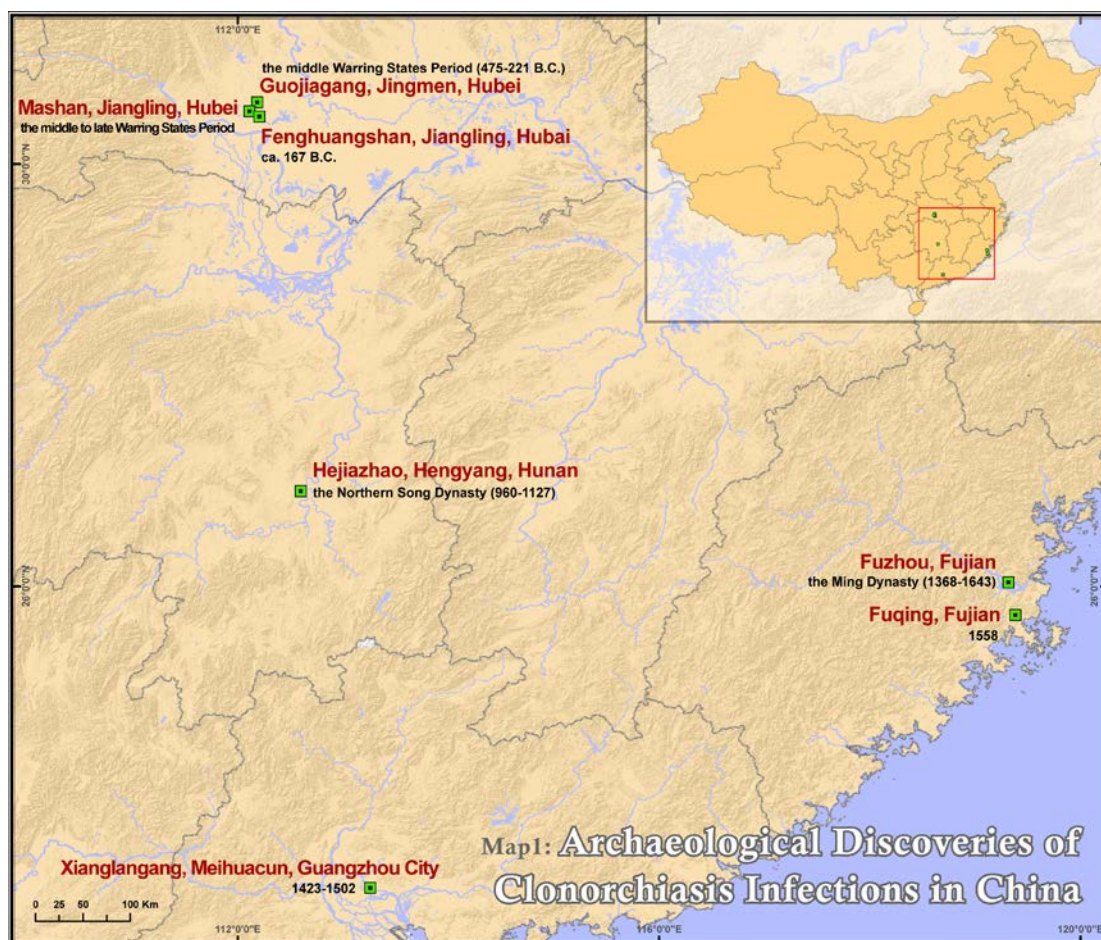 112°0'0"E
the middle Warring States Period (475-221 B.C.)
Guojiagang, Jingmen, Hubei
Mashan, Jiangling, Hubei
the middle to late Warring States Period
Fenghuangshan, Jiangling, Hubai
ca. 167 B.C.
30°0'0"N
Hejiazhao, Hengyang, Hunan
the Northern Song Dynasty (960-1127)
Fuzhou, Fujian
the Ming Dynasty (1368-1643)
26°0'0"N
26°0'0"N
Fuqing, Fujian
1558
Map1: Archaeological Discoveries of
Clonorchiasis Infections in China
Xianglangang, Meihuacun, Guangzhou City
1423-1502
0 25 50 100 Km
112°0'0"E
116°0'0"E
120°0'0"E